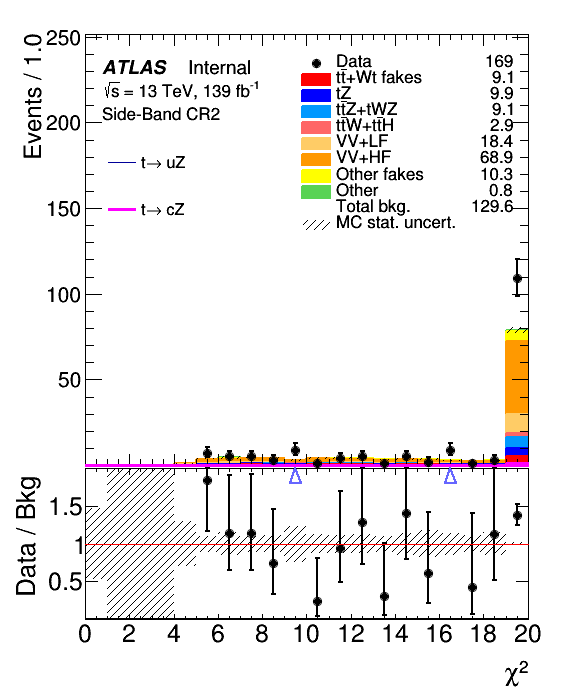 Events / 1.0
250
200
150
100
50
ATLAS Internal
√s = 13 TeV, 139 fb⁻¹
Side-Band CR2
t→ uZ
t→ cZ
Data 169
tt̄+Wt fakes 9.1
tZ 9.9
tt̄Z+tWZ 9.1
tt̄W+tt̄H 2.9
VV+LF 18.4
VV+HF 68.9
Other fakes 10.3
Other 0.8
Total bkg. 129.6
MC stat. uncert.
Data / Bkg
1.5
1
0.5
0 2 4 6 8 10 12 14 16 18 20
χ²